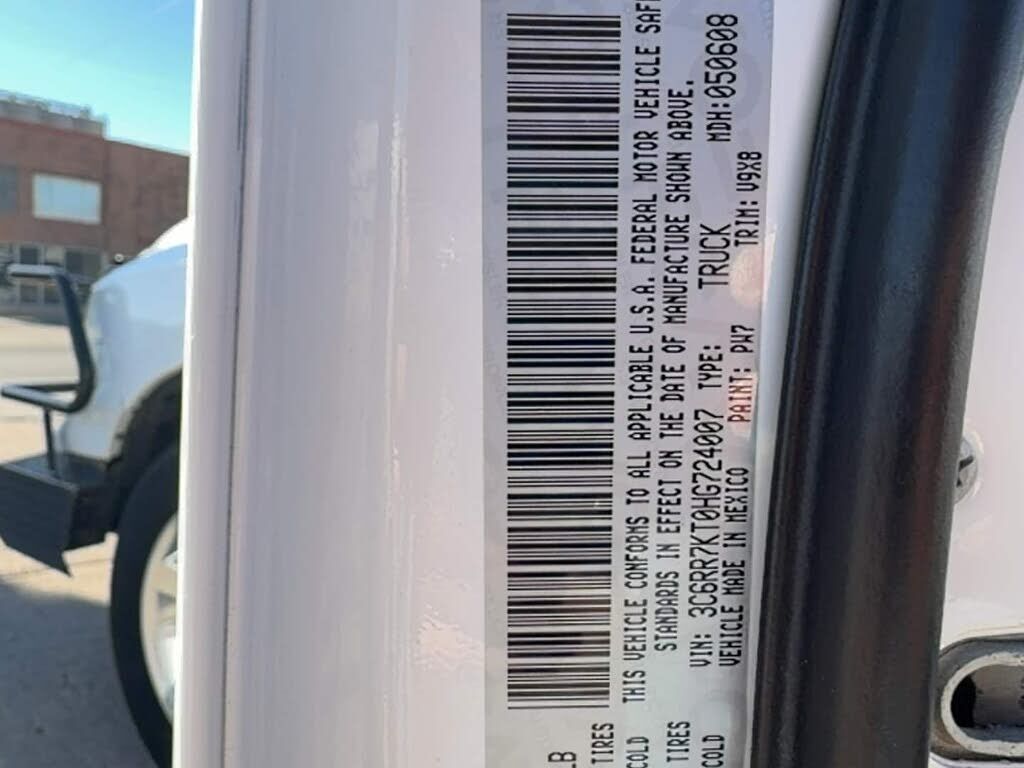 LB
TIRES
COLD
TIRES
COLD
THIS VEHICLE CONFORMS TO ALL APPLICABLE U.S.A. FEDERAL MOTOR VEHICLE
STANDARDS IN EFFECT ON THE DATE OF MANUFACTURE SHOWN ABOVE.
VIN: 3C6RR7KT0HG724007 TYPE: TRUCK MDH:050608
VEHICLE MADE IN MEXICO PAINT: PW7 TRIM: V9X8